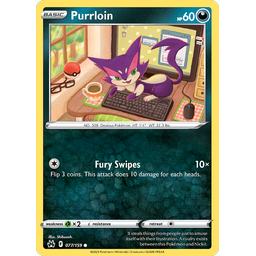 BASIC
Purrloin
HP60
NO. 509 Devious Pokémon HT: 1'4" WT: 22.3 lbs.
Fury Swipes 10×
Flip 3 coins. This attack does 10 damage for each heads.
weakness ×2 resistance retreat
077/159
It steals things from people just to amuse
itself with their frustration. A rivalry exists
between this Pokémon and Nickit.